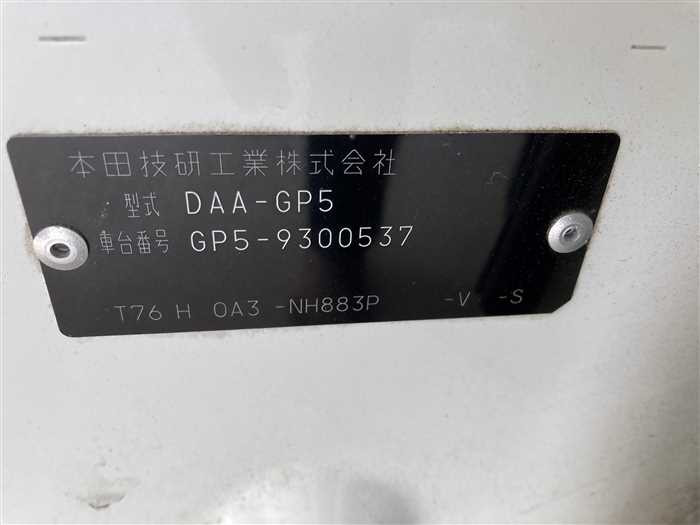 本田技研工業株式会社
型式 DAA-GP5
車台番号 GP5-9300537
T76 H 0A3 -NH883P -V -S